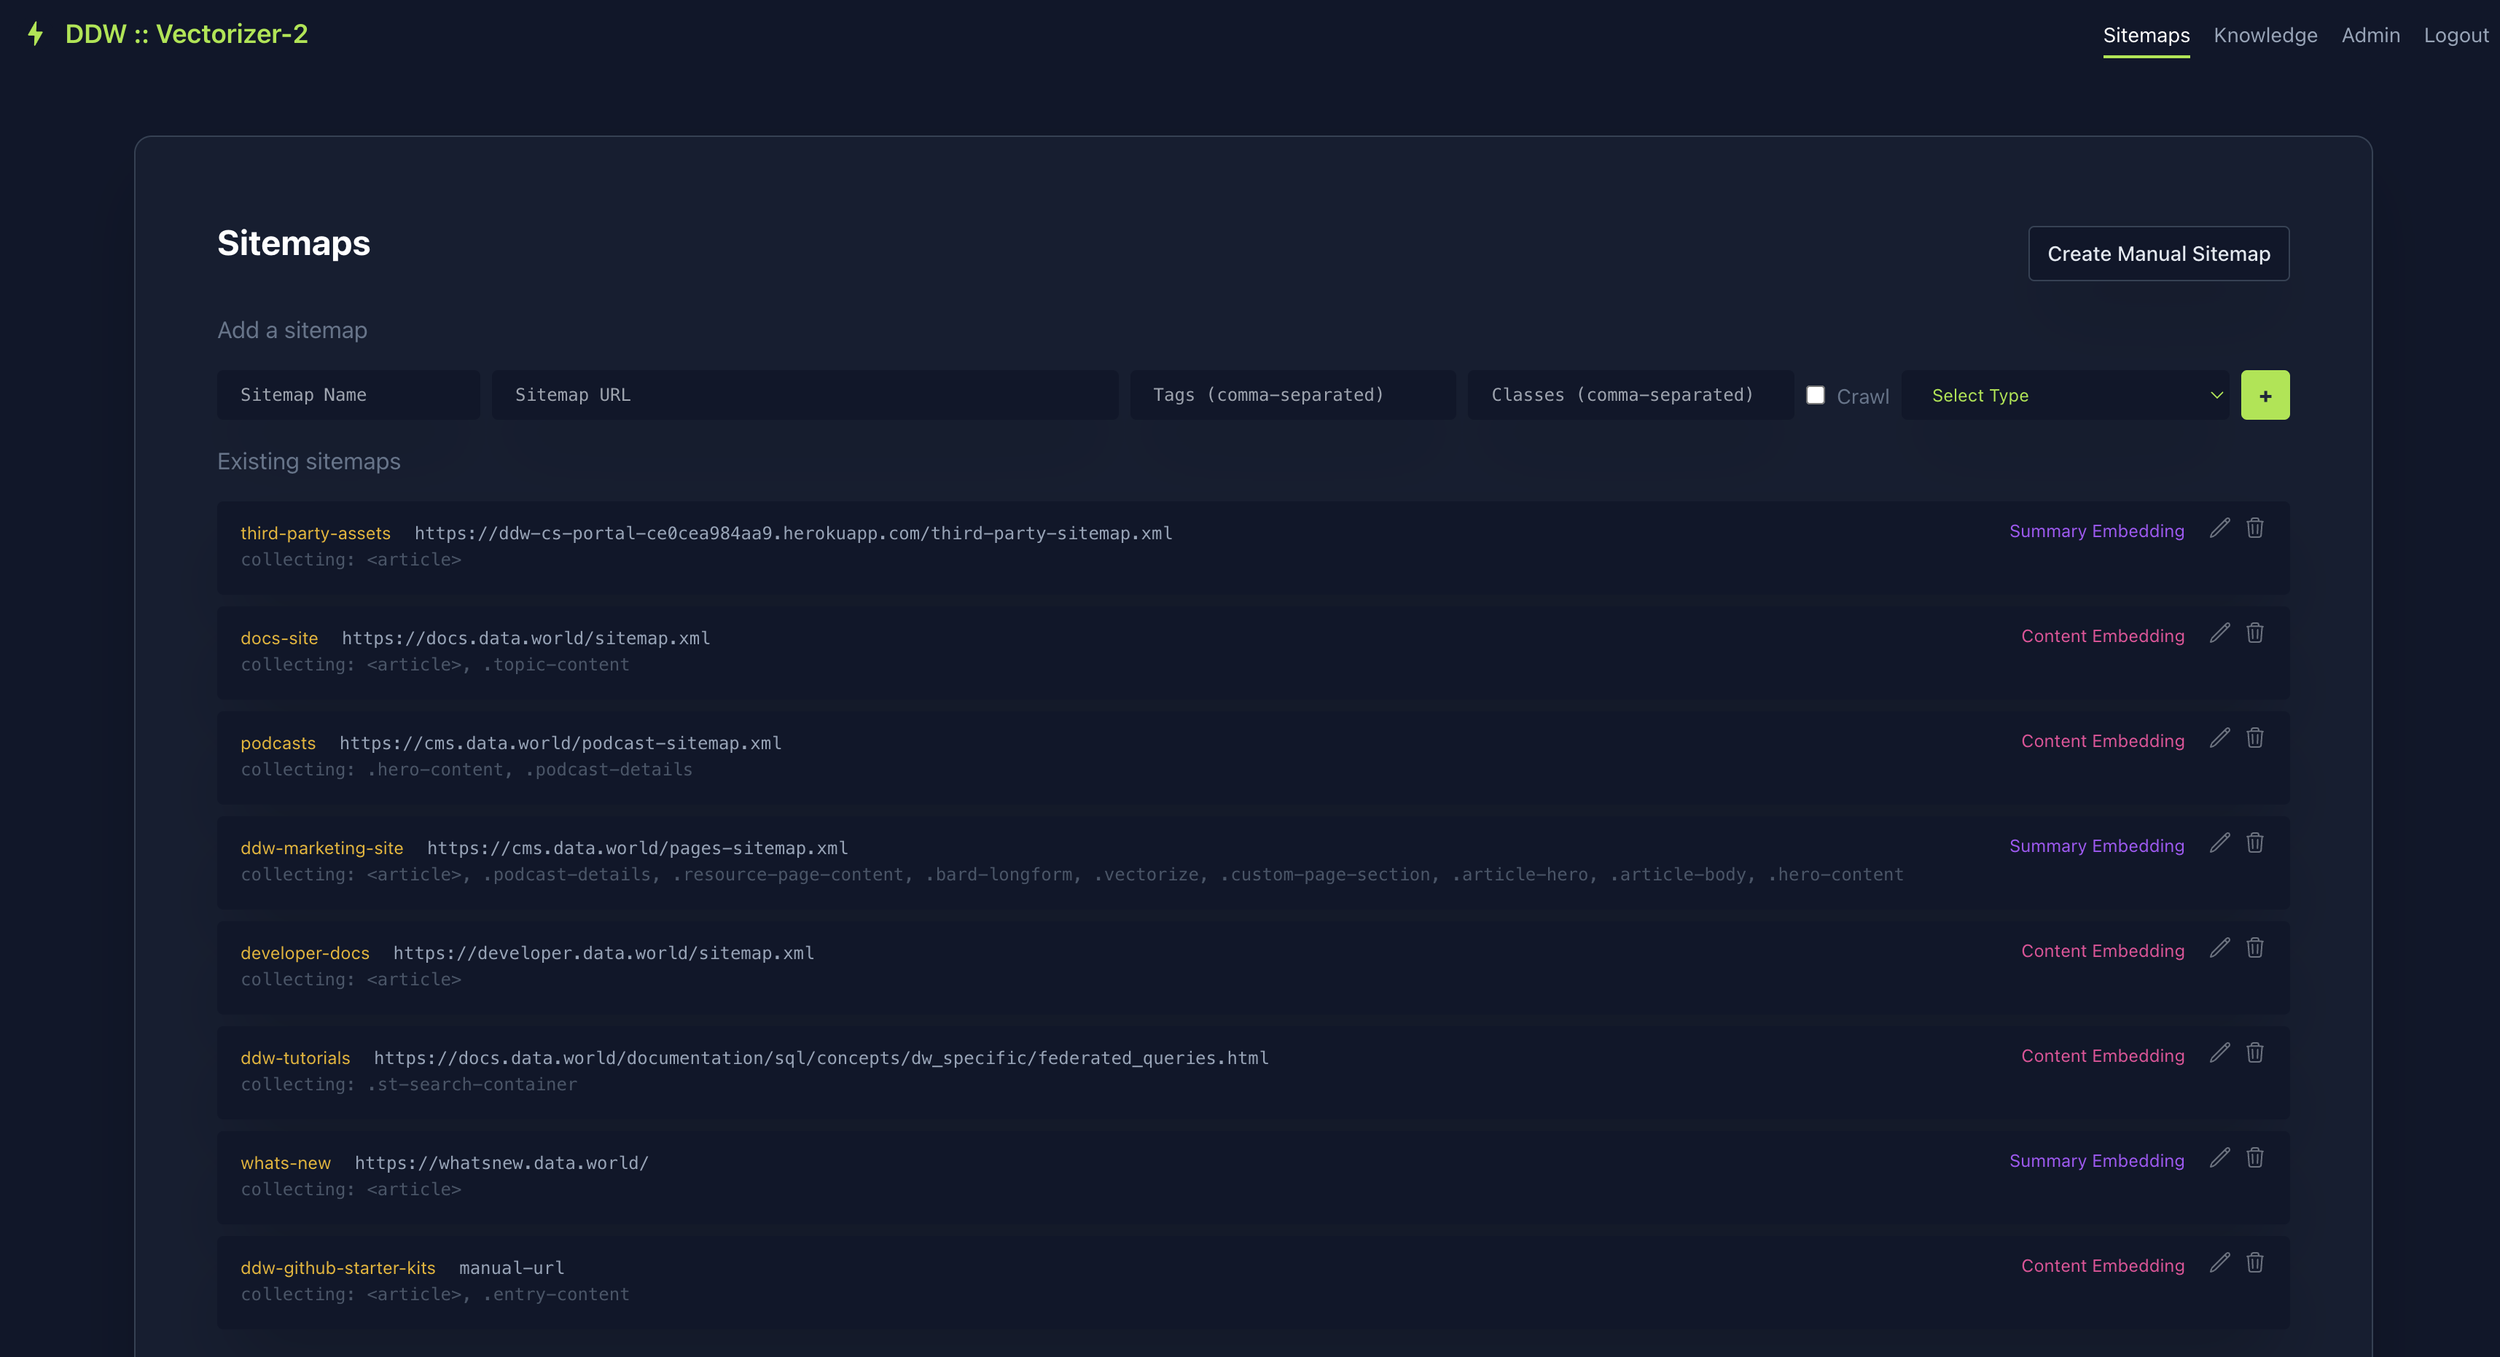 DDW :: Vectorizer-2
Sitemaps Knowledge Admin Logout
Sitemaps
Create Manual Sitemap
Add a sitemap
Sitemap Name Sitemap URL Tags (comma-separated) Classes (comma-separated) Crawl Select Type +
Existing sitemaps
third-party-assets https://ddw-cs-portal-ce0cea984aa9.herokuapp.com/third-party-sitemap.xml Summary Embedding
collecting: <article>
docs-site https://docs.data.world/sitemap.xml Content Embedding
collecting: <article>, .topic-content
podcasts https://cms.data.world/podcast-sitemap.xml Content Embedding
collecting: .hero-content, .podcast-details
ddw-marketing-site https://cms.data.world/pages-sitemap.xml Summary Embedding
collecting: <article>, .podcast-details, .resource-page-content, .bard-longform, .vectorize, .custom-page-section, .article-hero, .article-body, .hero-content
developer-docs https://developer.data.world/sitemap.xml Content Embedding
collecting: <article>
ddw-tutorials https://docs.data.world/documentation/sql/concepts/dw_specific/federated_queries.html Content Embedding
collecting: .st-search-container
whats-new https://whatsnew.data.world/ Summary Embedding
collecting: <article>
ddw-github-starter-kits manual-url Content Embedding
collecting: <article>, .entry-content